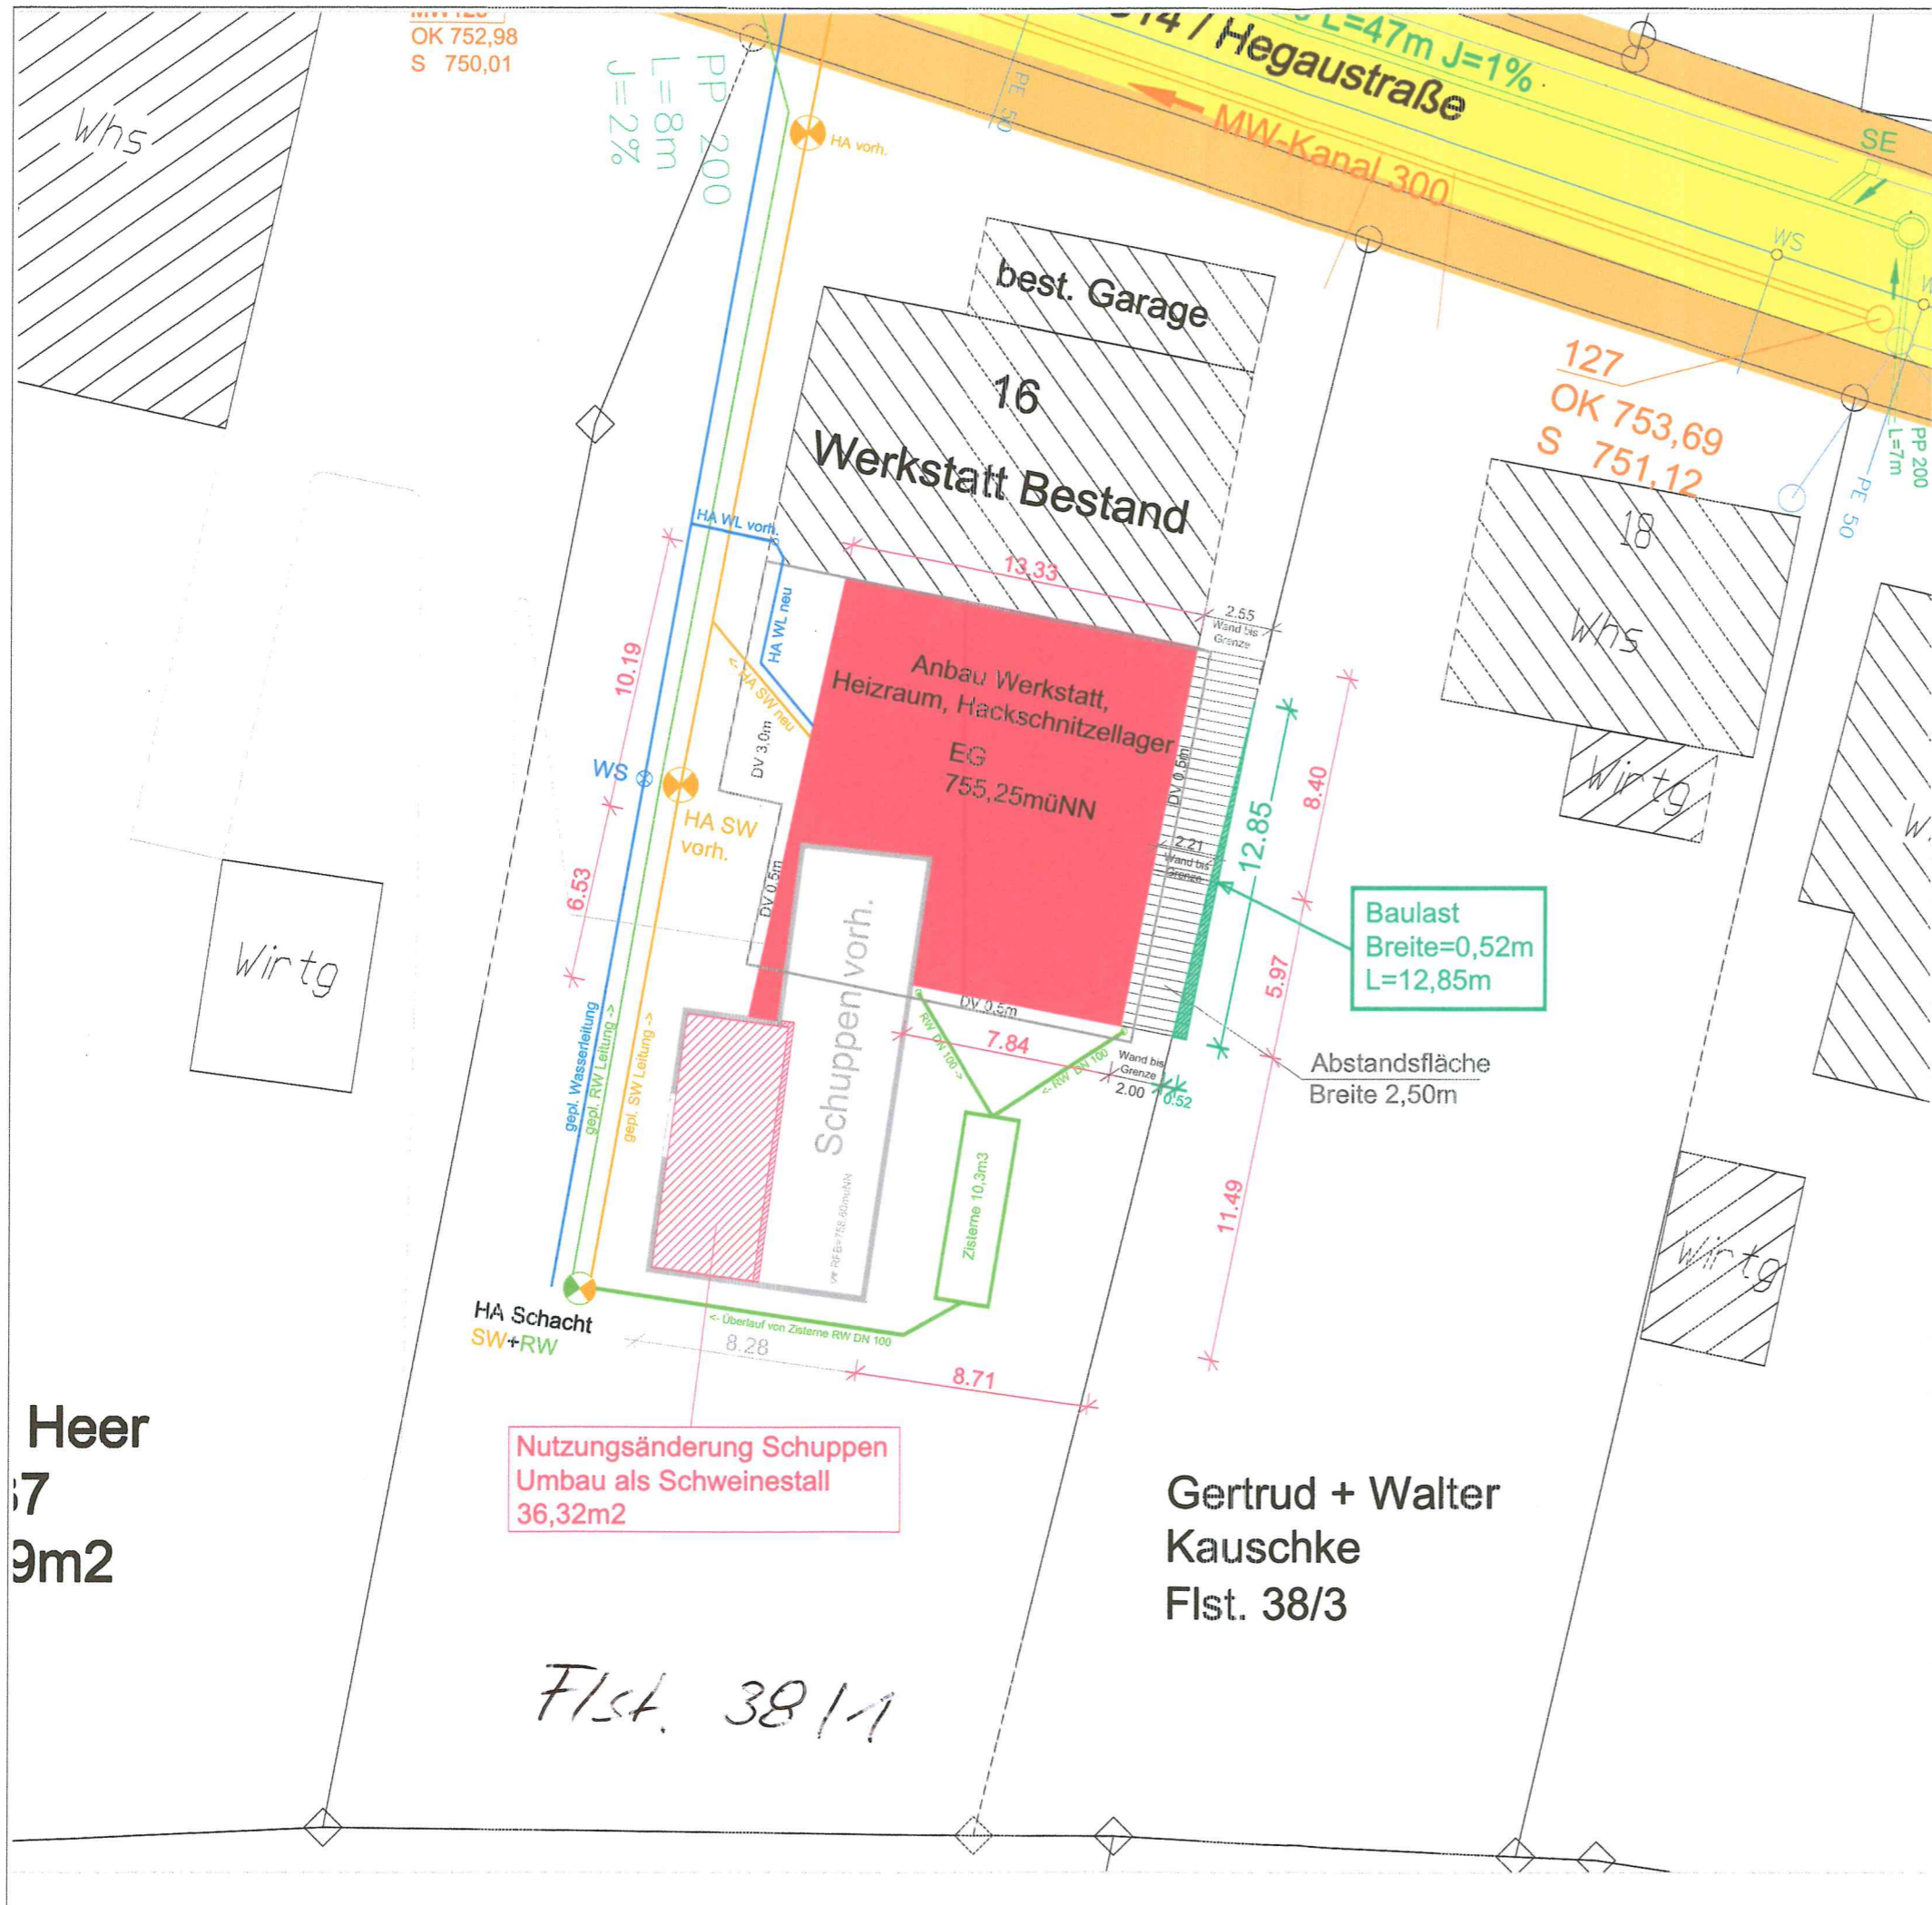 OK 752,98
S 750,01
PP 200
L=8m
J=2%
HA vorh.
PE 50
L=47m J=1%
/ Hegaustraße
MW-Kanal 300
SE
WS
Whs
best. Garage
16
Werkstatt Bestand
127
OK 753,69
S 751,12
PP 200
L=7m
PE 50
18
Whs
Wirtg
HA WL vorh.
HA WL neu
<- HA SW neu
13.33
2.55
Wand bis
Grenze
10.19
Anbau Werkstatt,
Heizraum, Hackschnitzellager
EG
755,25müNN
DV 3,0m
DV 0,5m
WS
HA SW
vorh.
8.40
12.85
2.21
Wand bis
Grenze
6.53
DV 0,5m
Schuppen vorh.
Baulast
Breite=0,52m
L=12,85m
5.97
Wirtg
DV 0,5m
7.84
RW DN 100 ->
<- RW DN 100
Wand bis
Grenze
2.00
0.52
Abstandsfläche
Breite 2,50m
gepl. Wasserleitung
gepl. RW Leitung ->
gepl. SW Leitung ->
Zisterne 10,3m3
11.49
Wirtg
HA Schacht
SW+RW
<- Überlauf von Zisterne RW DN 100
8.28
8.71
Heer
9m2
Nutzungsänderung Schuppen
Umbau als Schweinestall
36,32m2
Gertrud + Walter
Kauschke
Flst. 38/3
Flst. 38/1